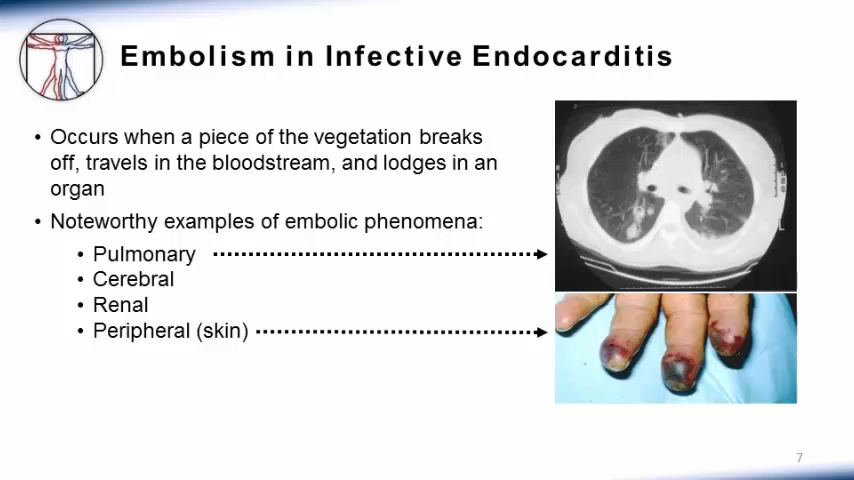 Embolism in Infective Endocarditis
• Occurs when a piece of the vegetation breaks
off, travels in the bloodstream, and lodges in an
organ
• Noteworthy examples of embolic phenomena:
• Pulmonary
• Cerebral
• Renal
• Peripheral (skin)
L
7